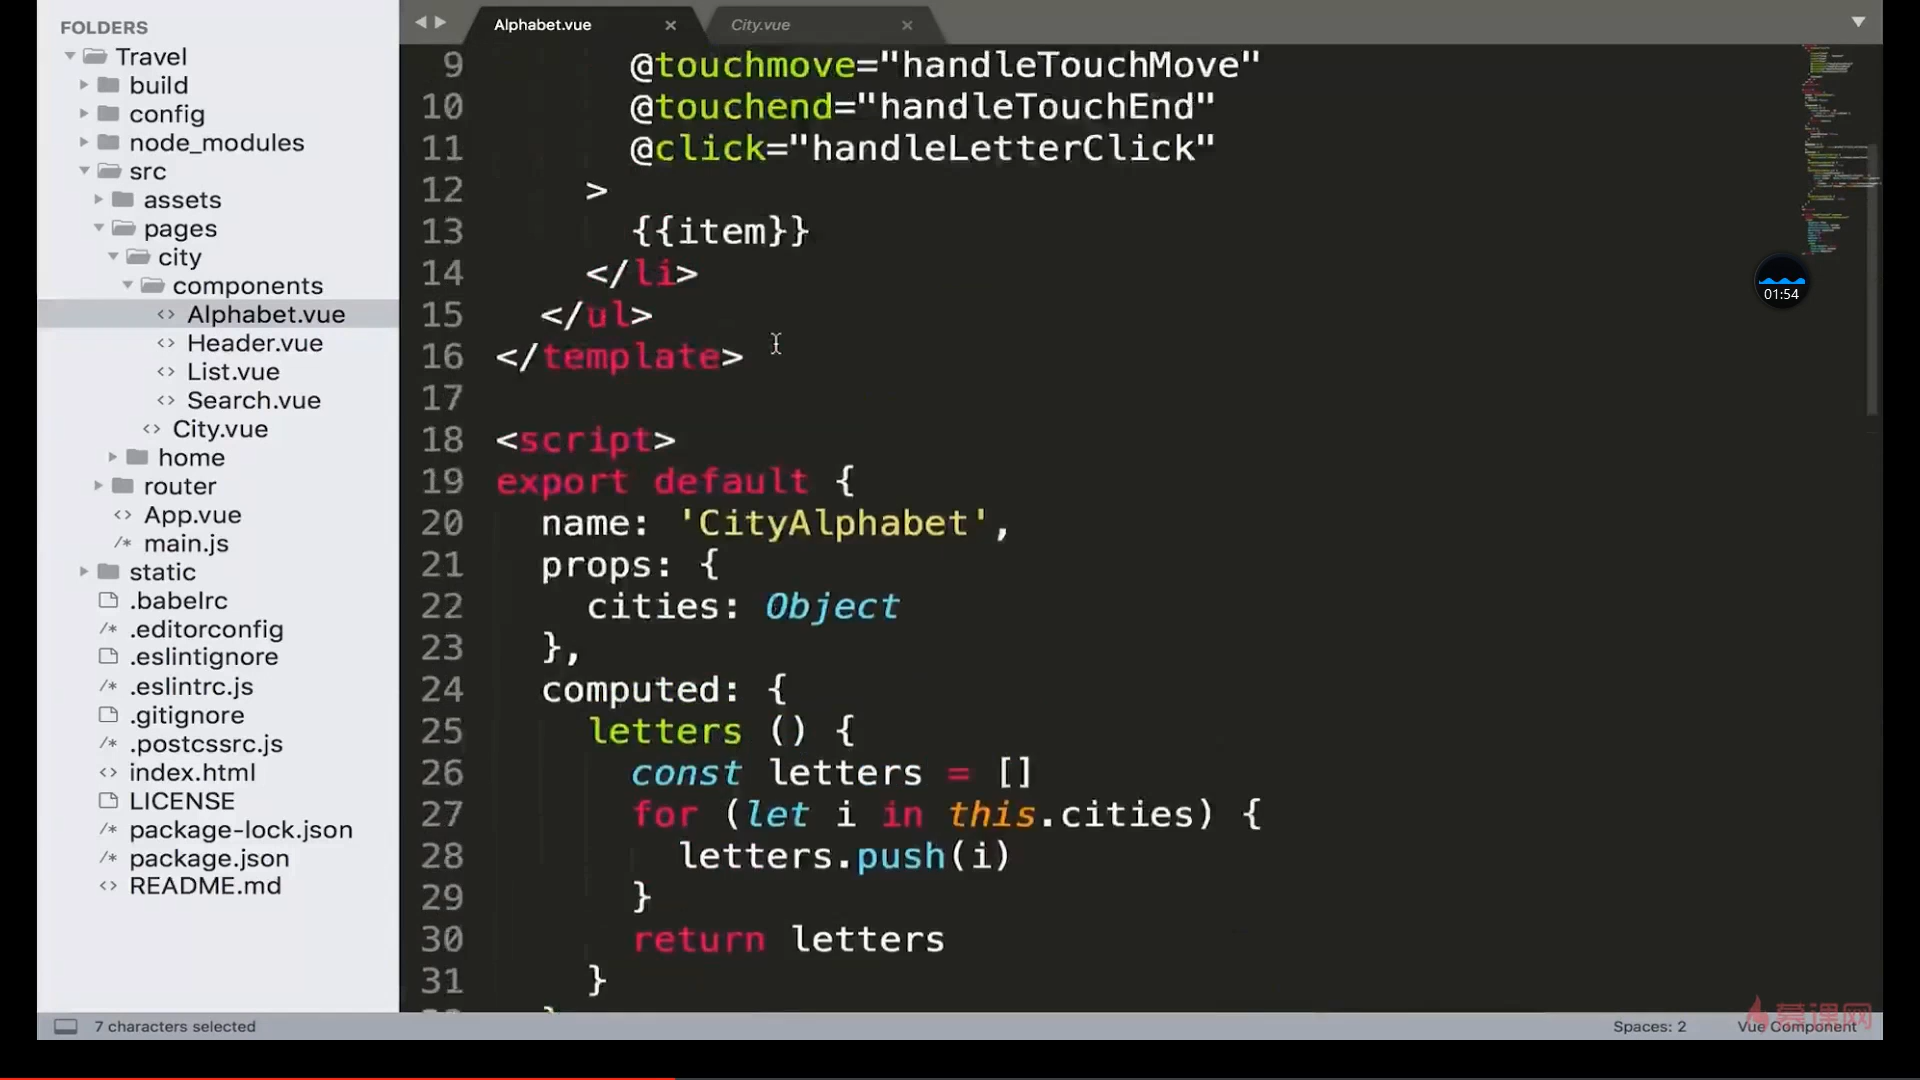 FOLDERS
Travel
build
config
node_modules
src
assets
pages
city
components
<> Alphabet.vue
<> Header.vue
<> List.vue
<> Search.vue
<> City.vue
home
router
<> App.vue
/* main.js
static
.babelrc
/* .editorconfig
.eslintignore
/* .eslintrc.js
.gitignore
/* .postcssrc.js
<> index.html
LICENSE
/* package-lock.json
/* package.json
<> README.md
Alphabet.vue ×
City.vue ×
9 @touchmove="handleTouchMove"
10 @touchend="handleTouchEnd"
11 @click="handleLetterClick"
12 >
13 {{item}}
14 </li>
15 </ul>
16 </template>
17
18 <script>
19 export default {
20 name: 'CityAlphabet',
21 props: {
22 cities: Object
23 },
24 computed: {
25 letters () {
26 const letters = []
27 for (let i in this.cities) {
28 letters.push(i)
29 }
30 return letters
31 }
01:54
7 characters selected
Spaces: 2
Vue Component
慕课网